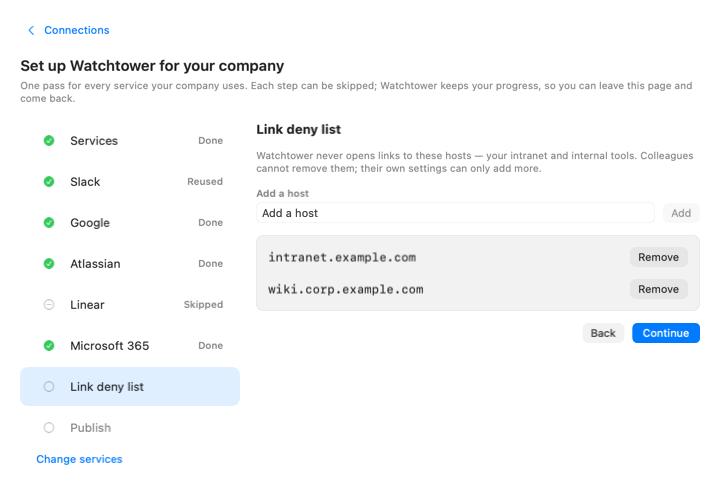 Connections
Set up Watchtower for your company
One pass for every service your company uses. Each step can be skipped; Watchtower keeps your progress, so you can leave this page and
come back.
Services Done
Slack Reused
Google Done
Atlassian Done
Linear Skipped
Microsoft 365 Done
Link deny list
Publish
Change services
Link deny list
Watchtower never opens links to these hosts — your intranet and internal tools. Colleagues
cannot remove them; their own settings can only add more.
Add a host
Add a host Add
intranet.example.com Remove
wiki.corp.example.com Remove
Back Continue